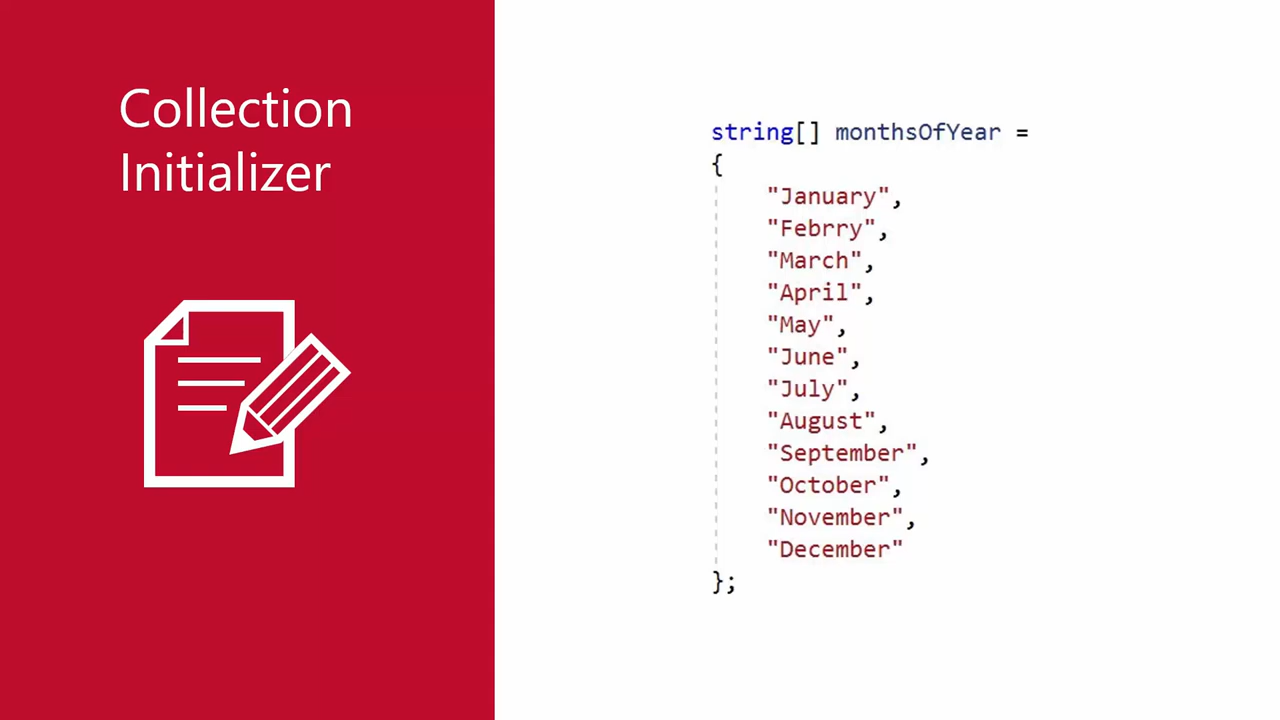 Collection
Initializer
string[] monthsOfYear =
{
"January",
"Febrry",
"March",
"April",
"May",
"June",
"July",
"August",
"September",
"October",
"November",
"December"
};